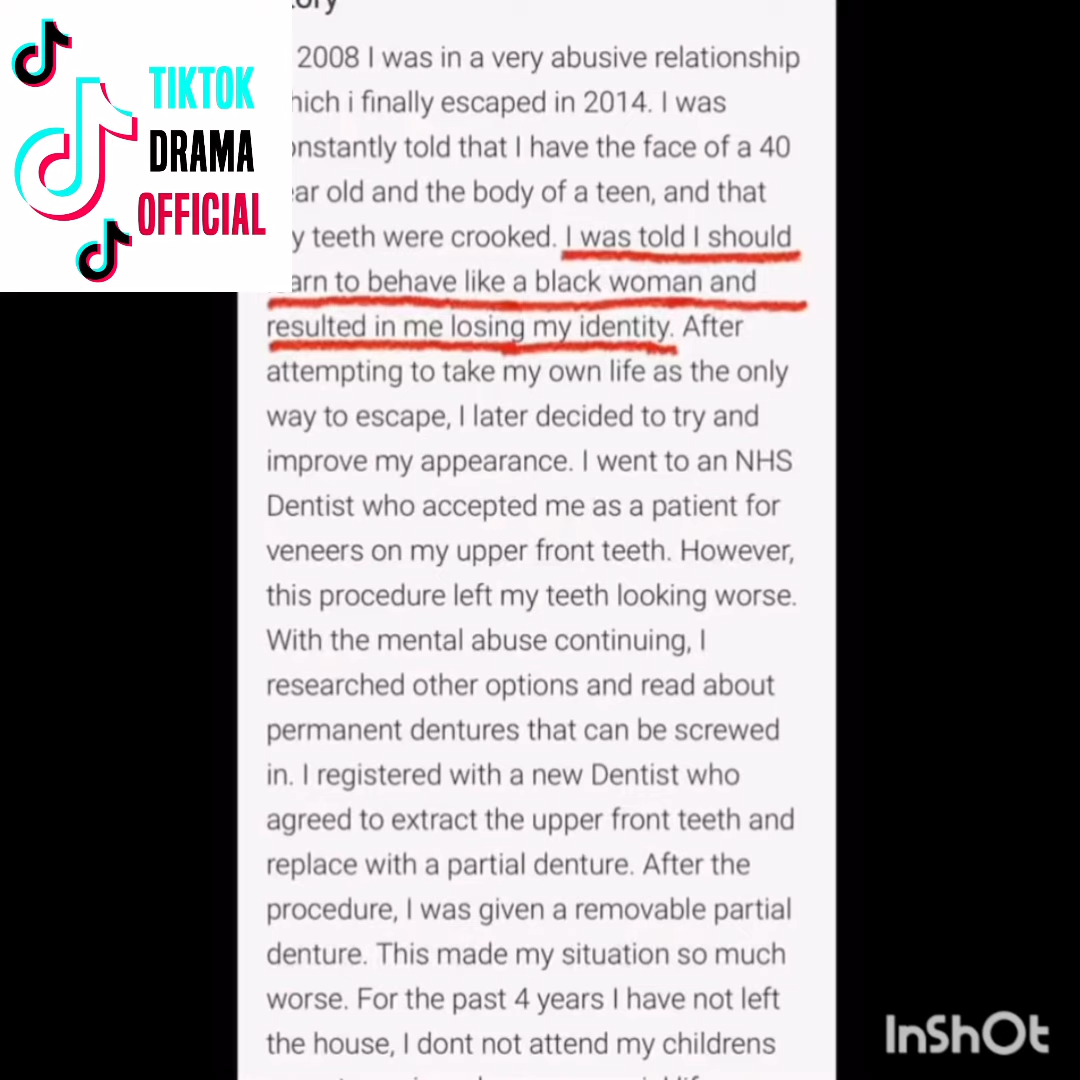 TIKTOK
DRAMA
OFFICIAL
2008 I was in a very abusive relationship
i finally escaped in 2014. I was
told that I have the face of a 40
old and the body of a teen, and that
teeth were crooked. I was told I should
to behave like a black woman and
resulted in me losing my identity. After
attempting to take my own life as the only
way to escape, I later decided to try and
improve my appearance. I went to an NHS
Dentist who accepted me as a patient for
veneers on my upper front teeth. However,
this procedure left my teeth looking worse.
With the mental abuse continuing, I
researched other options and read about
permanent dentures that can be screwed
in. I registered with a new Dentist who
agreed to extract the upper front teeth and
replace with a partial denture. After the
procedure, I was given a removable partial
denture. This made my situation so much
worse. For the past 4 years I have not left
the house, I dont not attend my childrens
InShOt